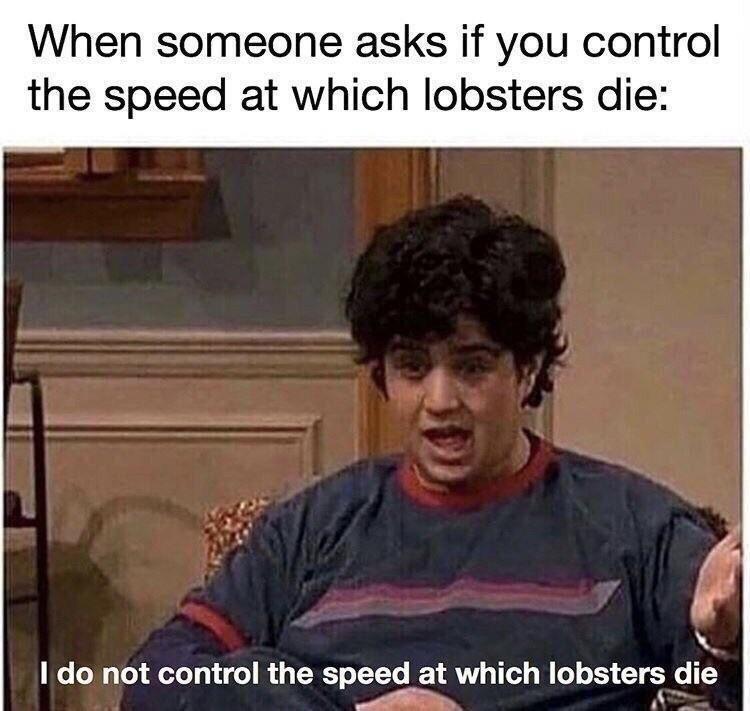 When someone asks if you control
the speed at which lobsters die:
I do not control the speed at which lobsters die